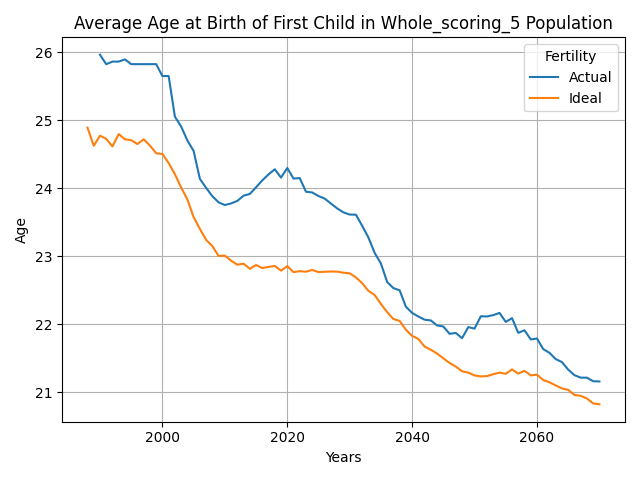 Average Age at Birth of First Child in Whole_scoring_5 Population
Fertility
Actual
Ideal
26
25
24
23
22
21
Age
2000
2020
2040
2060
Years